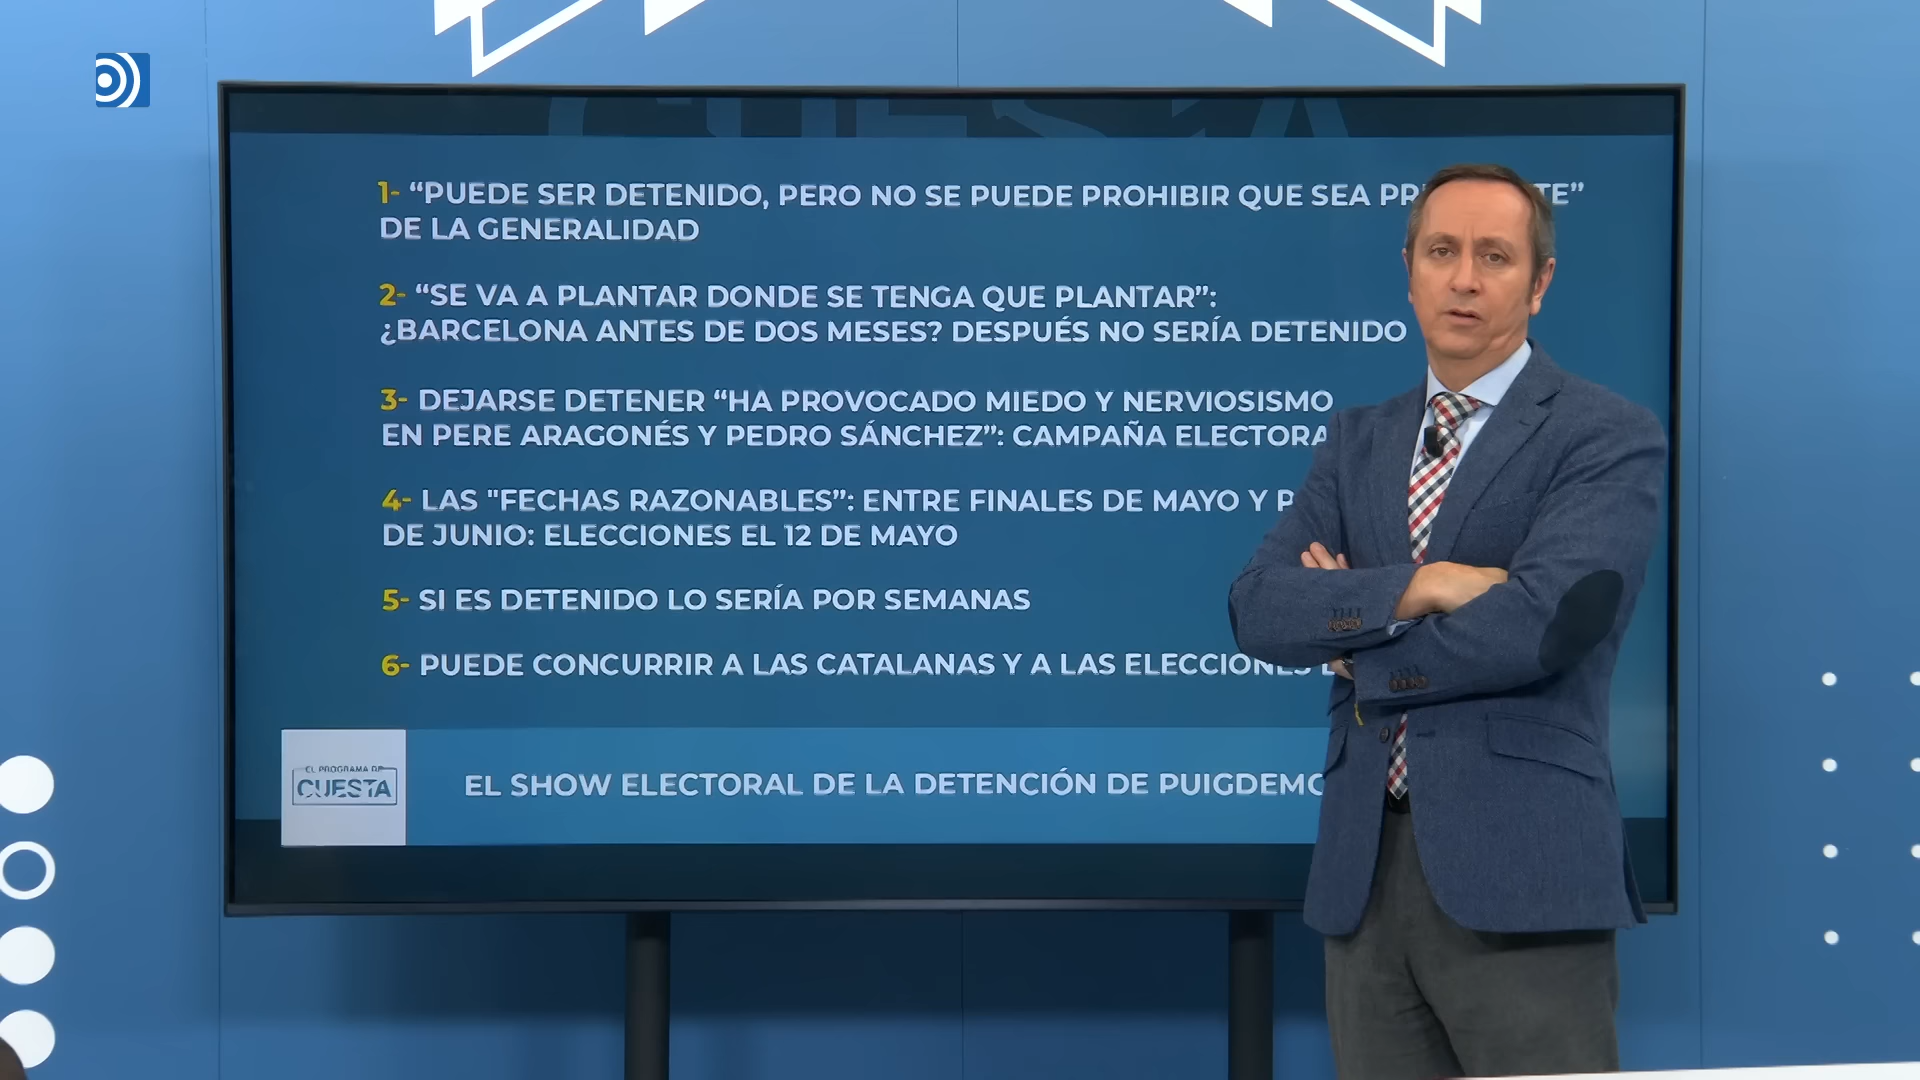 CUESTA
1- “PUEDE SER DETENIDO, PERO NO SE PUEDE PROHIBIR QUE SEA
DE LA GENERALIDAD
2- “SE VA A PLANTAR DONDE SE TENGA QUE PLANTAR”:
¿BARCELONA ANTES DE DOS MESES? DESPUÉS NO SERÍA DETENIDO
3- DEJARSE DETENER “HA PROVOCADO MIEDO Y NERVIOSISMO
EN PERE ARAGONÉS Y PEDRO SÁNCHEZ”: CAMPAÑA
4- LAS "FECHAS RAZONABLES”: ENTRE FINALES DE MAYO Y
DE JUNIO: ELECCIONES EL 12 DE MAYO
5- SI ES DETENIDO LO SERÍA POR SEMANAS
6- PUEDE CONCURRIR A LAS CATALANAS Y A LAS ELECCIONES
EL PROGRAMA DE
CUESTA
EL SHOW ELECTORAL DE LA DETENCIÓN DE